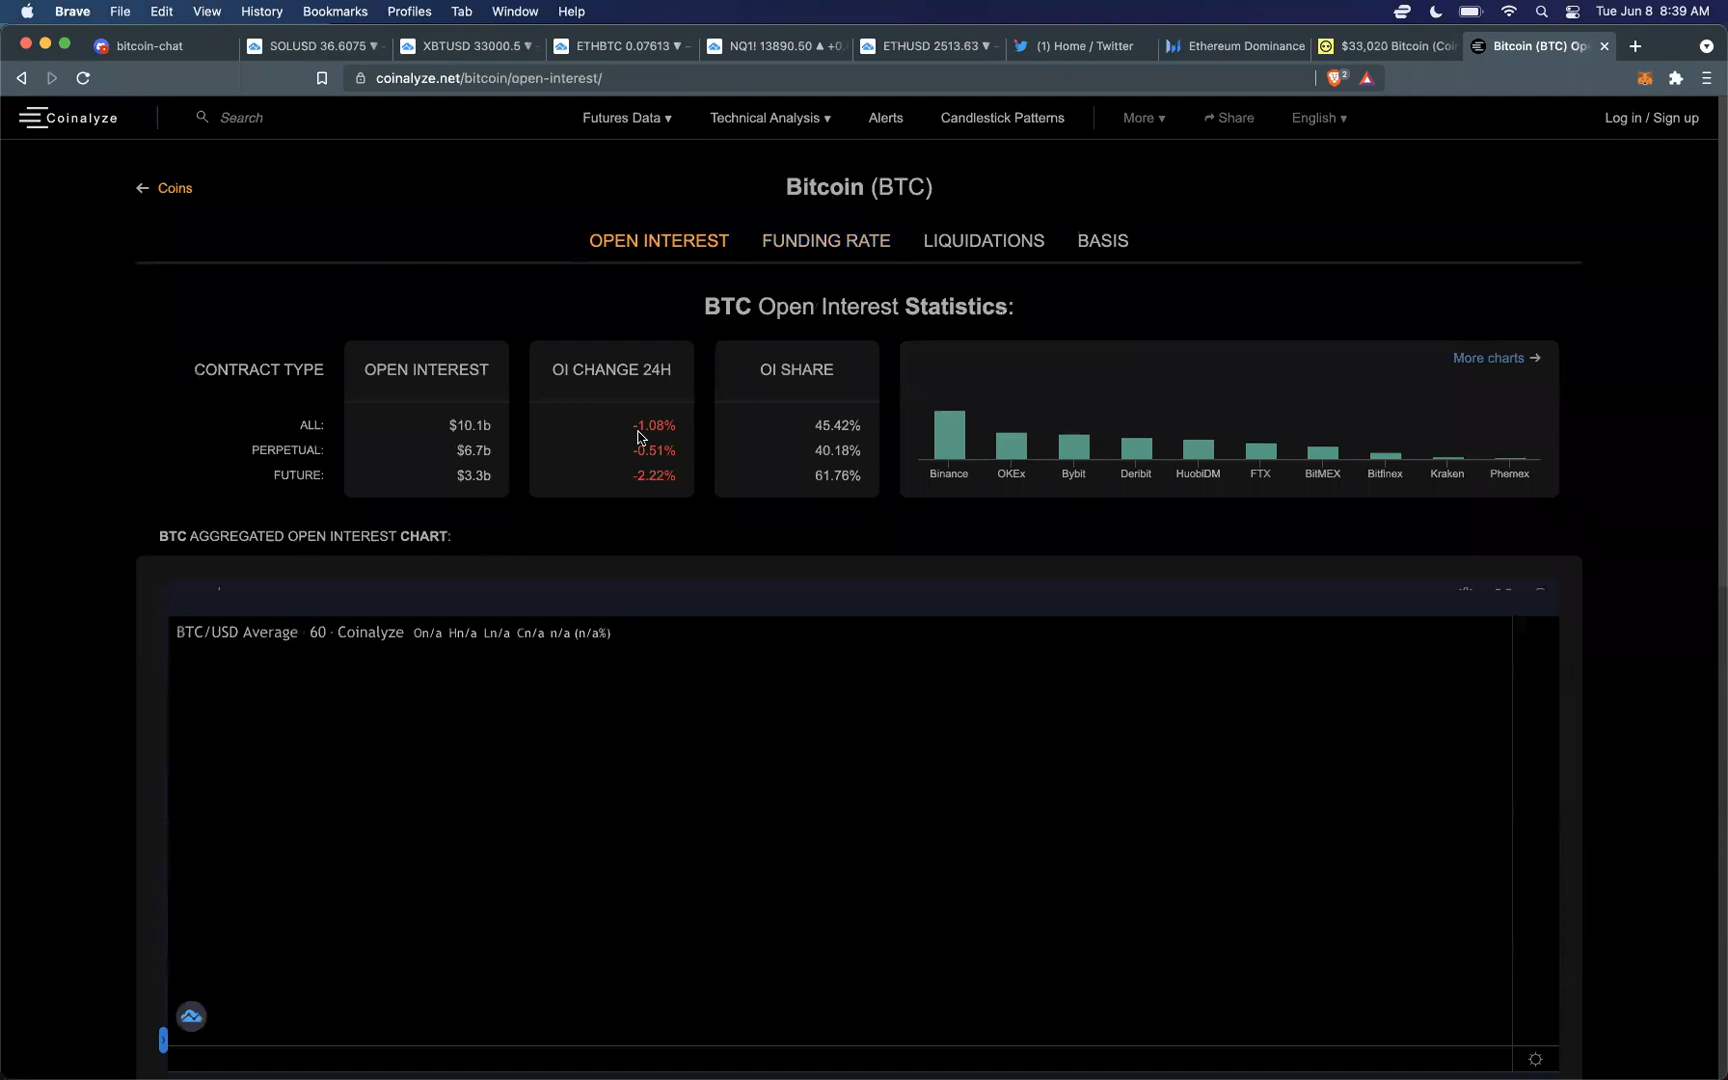 Brave File Edit View History Bookmarks Profiles Tab Window Help Tue Jun 8 8:39 AM
bitcoin-chat SOLUSD 36.6075 ▼ - XBTUSD 33000.5 ▼ - ETHBTC 0.07613 ▼ - NQ1! 13890.50 ▲ +0. ETHUSD 2513.63 ▼ - (1) Home / Twitter Ethereum Dominance $33,020 Bitcoin (Coi Bitcoin (BTC) Op
coinalyze.net/bitcoin/open-interest/ 2
Coinalyze Search Futures Data ▾ Technical Analysis ▾ Alerts Candlestick Patterns More ▾ Share English ▾ Log in / Sign up
← Coins
Bitcoin (BTC)
OPEN INTEREST FUNDING RATE LIQUIDATIONS BASIS
BTC Open Interest Statistics:
CONTRACT TYPE OPEN INTEREST OI CHANGE 24H OI SHARE More charts →
ALL: $10.1b -1.08% 45.42%
PERPETUAL: $6.7b -0.51% 40.18%
FUTURE: $3.3b -2.22% 61.76%
Binance OKEx Bybit Deribit HuobiDM FTX BitMEX Bitfinex Kraken Phemex
BTC AGGREGATED OPEN INTEREST CHART:
BTC/USD Average 60 · Coinalyze On/a Hn/a Ln/a Cn/a n/a (n/a%)